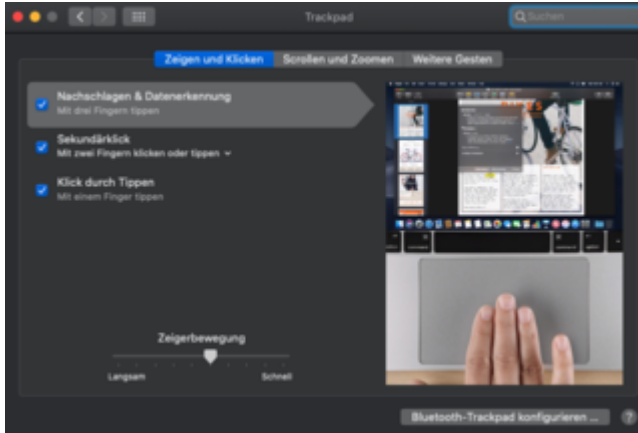 Trackpad
Suchen
Zeigen und Klicken
Scrollen und Zoomen
Weitere Gesten
Nachschlagen & Datenerkennung
Mit drei Fingern tippen
Sekundärklick
Mit zwei Fingern klicken oder tippen
Klick durch Tippen
Mit einem Finger tippen
Zeigerbewegung
Langsam
Schnell
Bluetooth-Trackpad konfigurieren ...
?